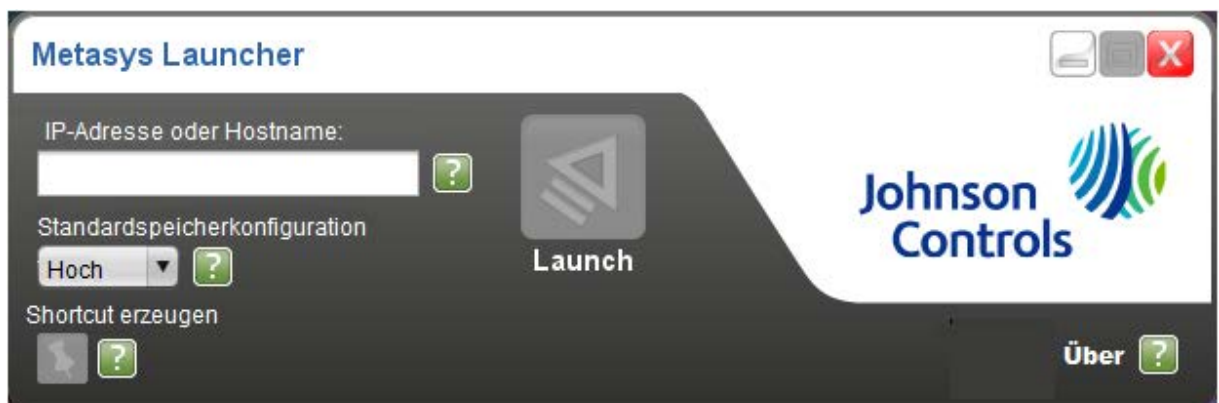 Metasys Launcher
IP-Adresse oder Hostname:
Standardspeicherkonfiguration
Hoch
Shortcut erzeugen
Launch
Johnson
Controls
Über